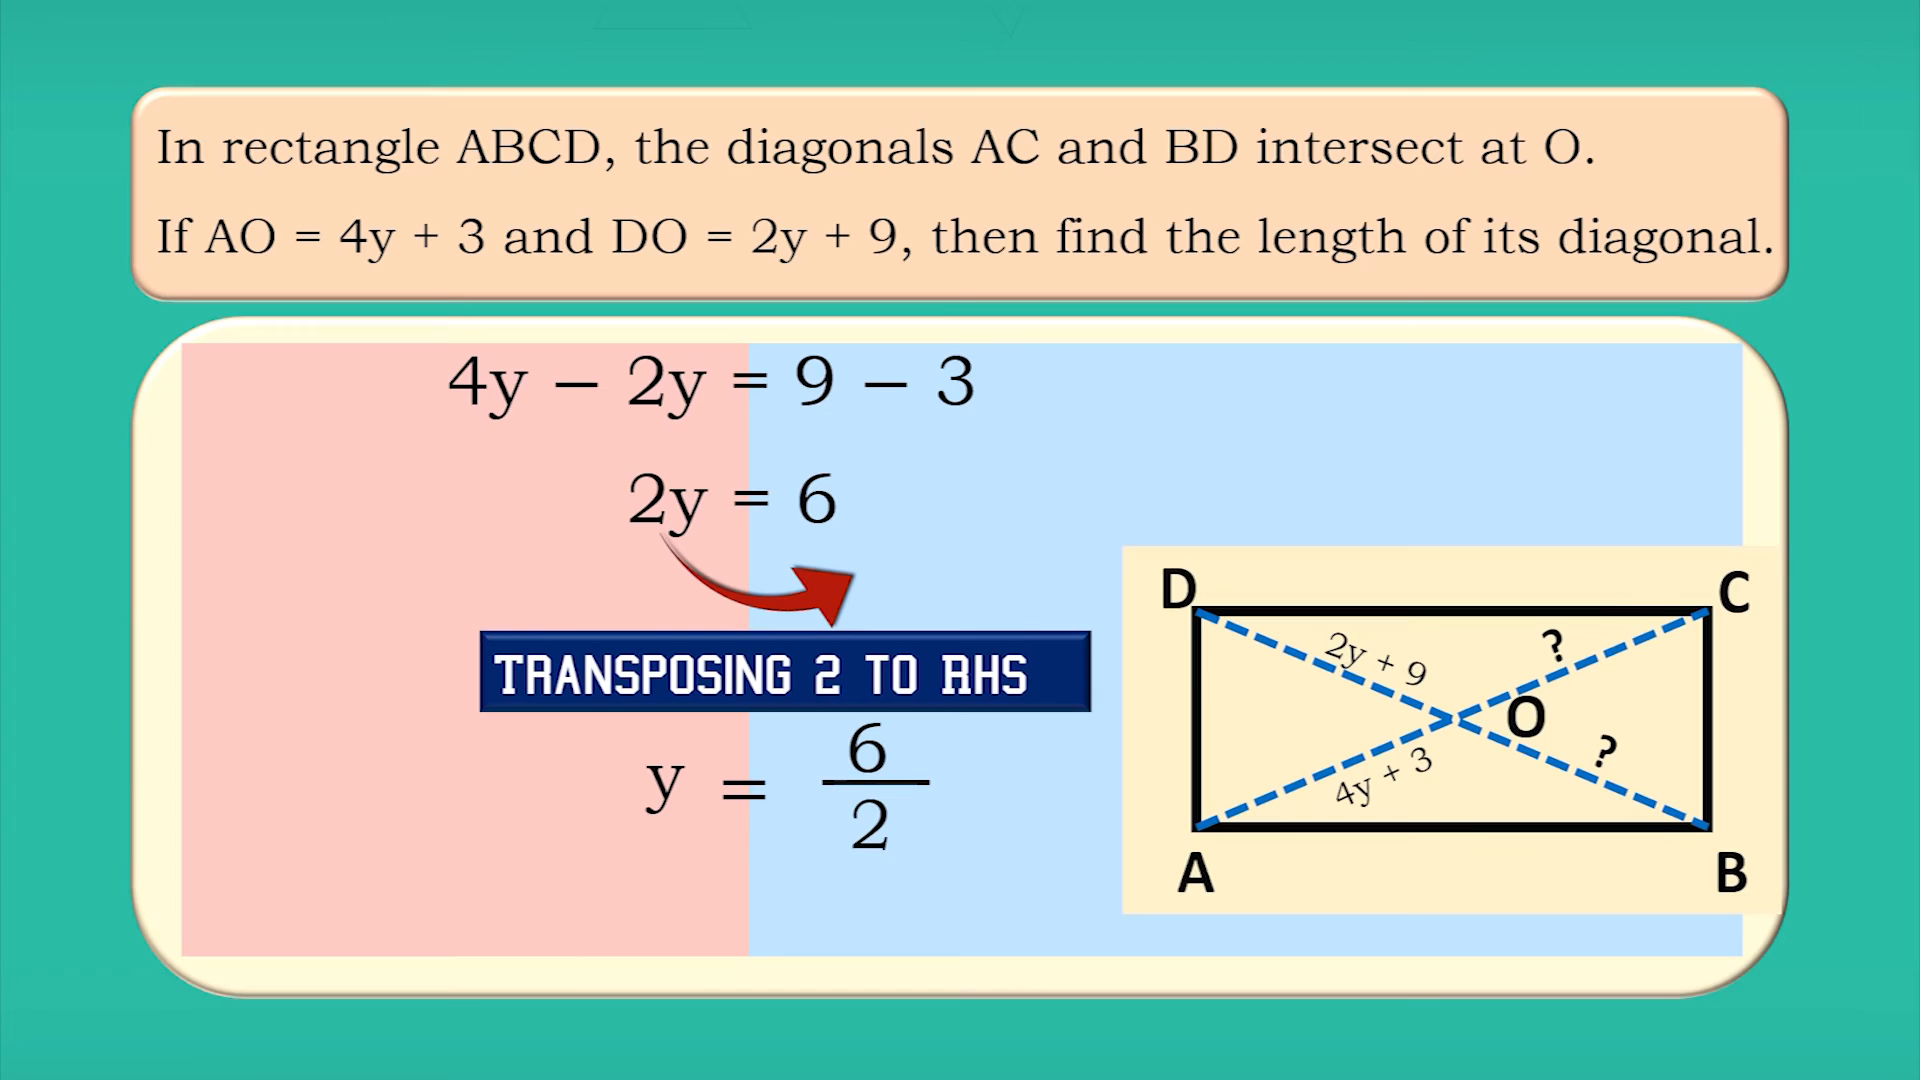 In rectangle ABCD, the diagonals AC and BD intersect at O.
If AO = 4y + 3 and DO = 2y + 9, then find the length of its diagonal.
4y − 2y = 9 − 3
2y = 6
TRANSPOSING 2 TO RHS
y = 6
2
D
C
2y + 9
?
O
4y + 3
?
A
B